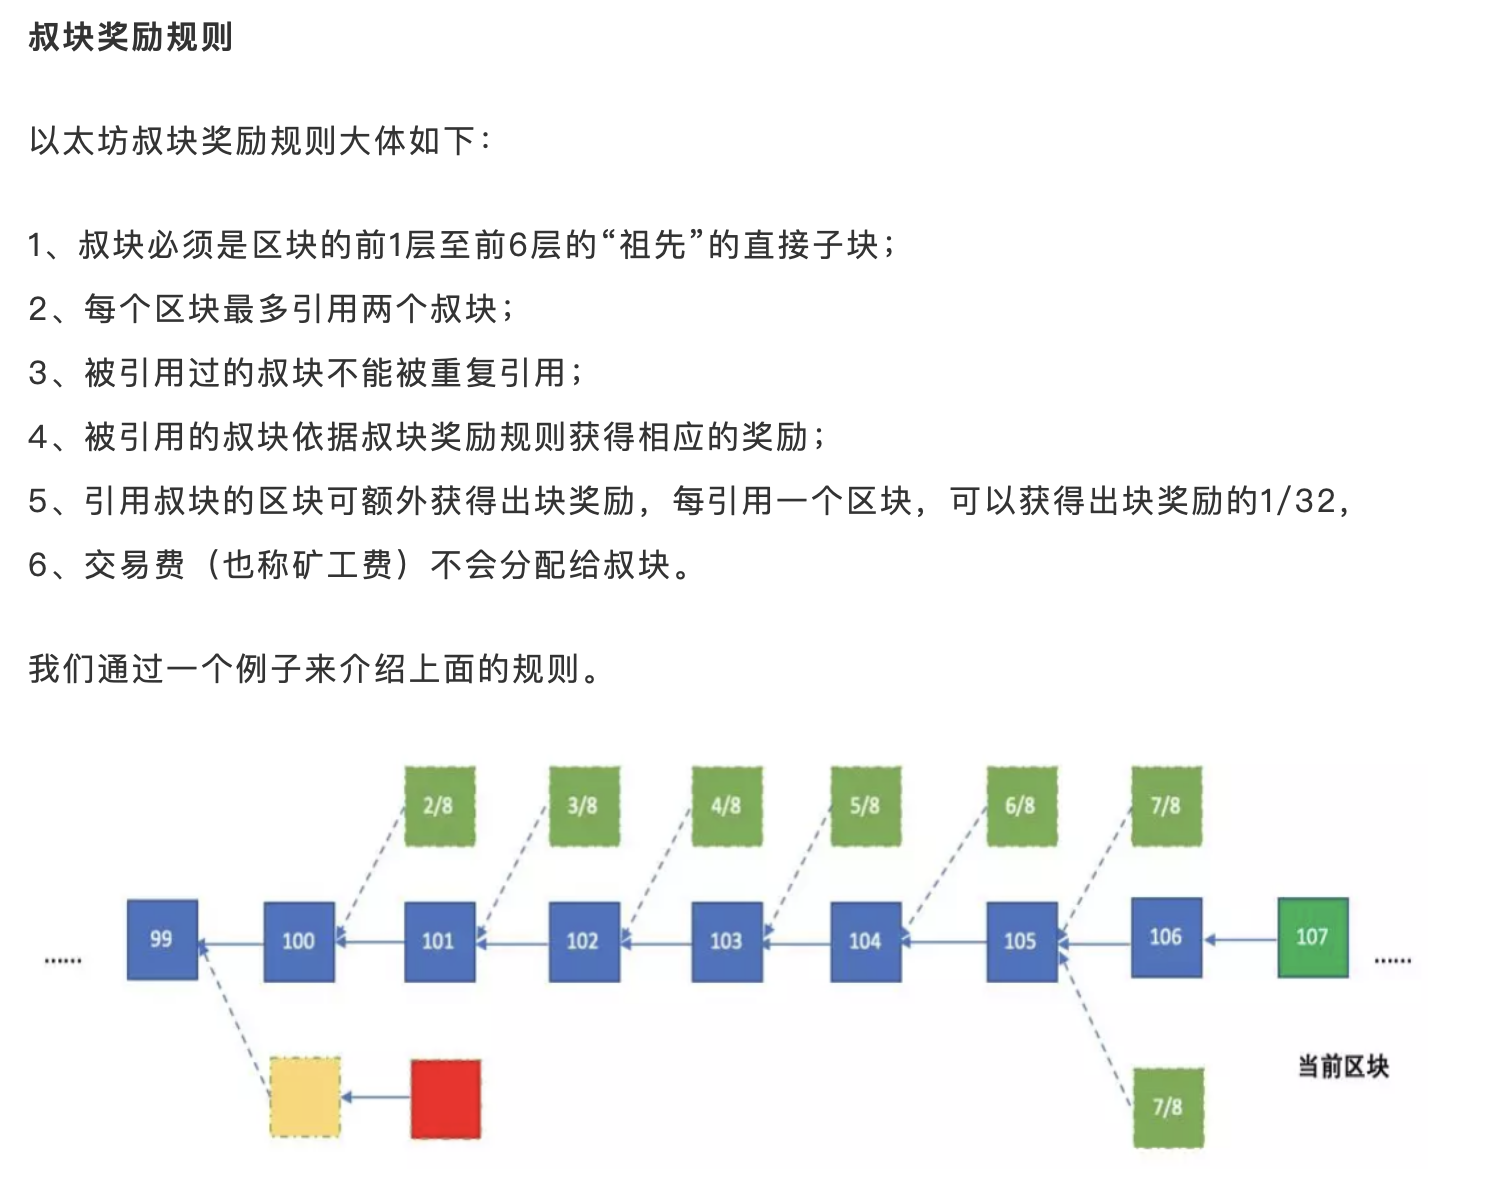 叔块奖励规则
以太坊叔块奖励规则大体如下：
1、叔块必须是区块的前1层至前6层的“祖先”的直接子块；
2、每个区块最多引用两个叔块；
3、被引用过的叔块不能被重复引用；
4、被引用的叔块依据叔块奖励规则获得相应的奖励；
5、引用叔块的区块可额外获得出块奖励，每引用一个区块，可以获得出块奖励的1/32，
6、交易费（也称矿工费）不会分配给叔块。
我们通过一个例子来介绍上面的规则。
2/8 3/8 4/8 5/8 6/8 7/8
...... 99 100 101 102 103 104 105 106 107 ......
当前区块
7/8